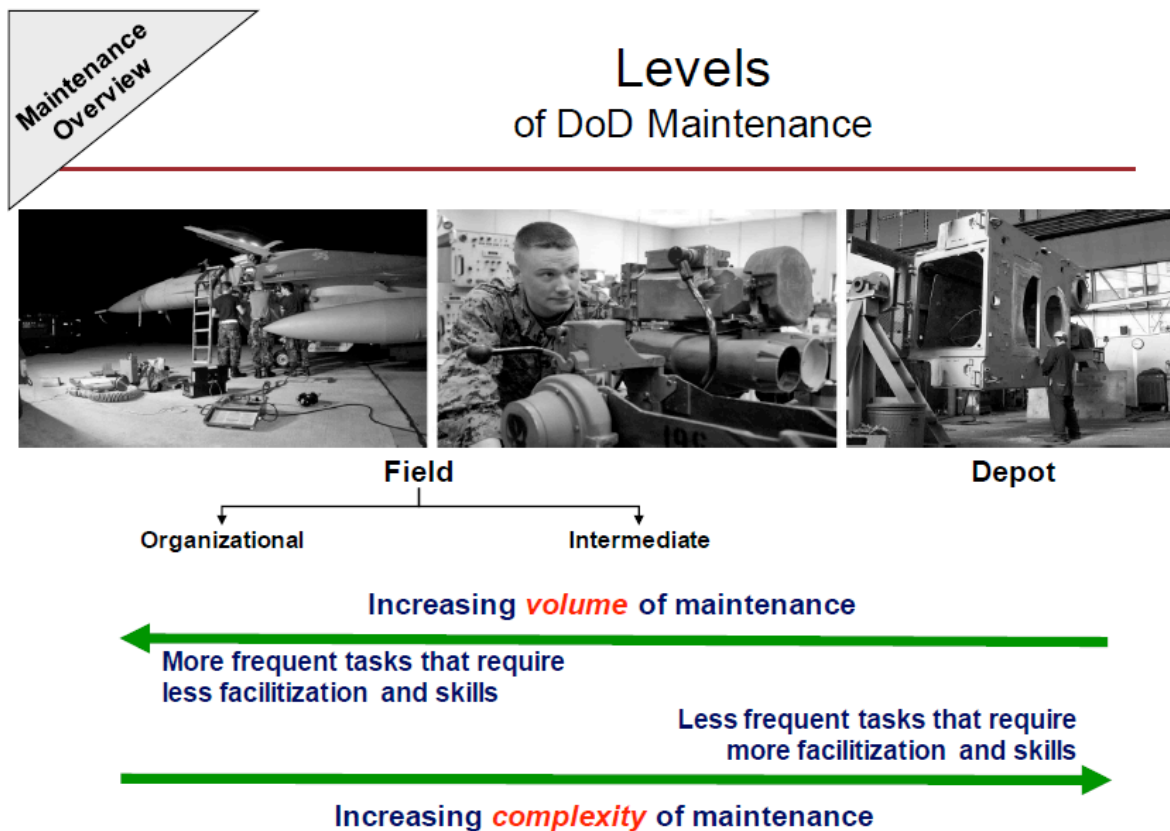 Maintenance
Overview
Levels
of DoD Maintenance
196
Field
Depot
Organizational
Intermediate
Increasing volume of maintenance
More frequent tasks that require
less facilitization and skills
Less frequent tasks that require
more facilitization and skills
Increasing complexity of maintenance